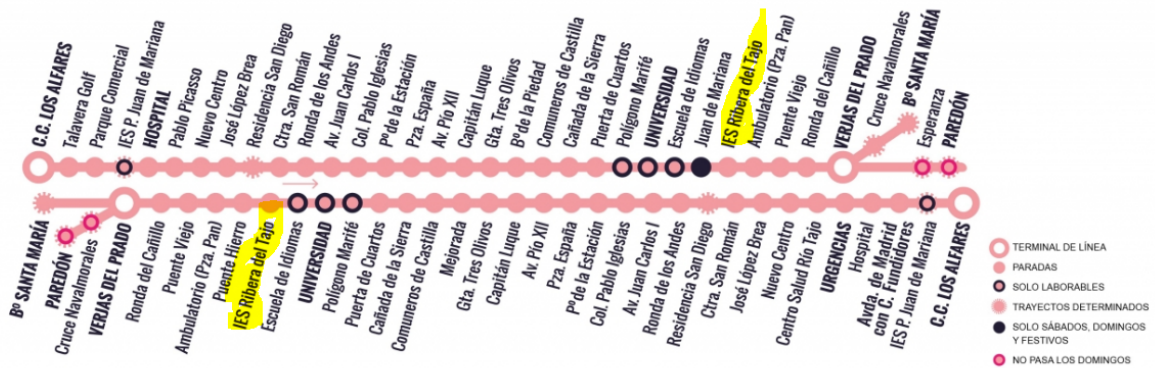 C.C. LOS ALFARES
Talavera Golf
Parque Comercial
IES P. Juan de Mariana
HOSPITAL
Pablo Picasso
Nuevo Centro
José López Brea
Residencia San Diego
Ctra. San Román
Ronda de los Andes
Av. Juan Carlos I
Col. Pablo Iglesias
Pº de la Estación
Pza. España
Av. Pío XII
Capitán Luque
Gta. Tres Olivos
Bº de la Piedad
Comuneros de Castilla
Cañada de la Sierra
Puerta de Cuartos
Polígono Marifé
UNIVERSIDAD
Escuela de Idiomas
Juan de Mariana
IES Ribera del Tajo
Ambulatorio (Pza. Pan)
Puente Viejo
Ronda del Cañillo
VERJAS DEL PRADO
Cruce Navalmorales
Bº SANTA MARÍA
Esperanza
PAREDÓN
Bº SANTA MARÍA
PAREDÓN
Cruce Navalmorales
VERJAS DEL PRADO
Ronda del Cañillo
Puente Viejo
Ambulatorio (Pza. Pan)
Puente Hierro
IES Ribera del Tajo
Escuela de Idiomas
UNIVERSIDAD
Polígono Marifé
Puerta de Cuartos
Cañada de la Sierra
Comuneros de Castilla
Mejorada
Gta. Tres Olivos
Capitán Luque
Av. Pío XII
Pza. España
Pº de la Estación
Col. Pablo Iglesias
Av. Juan Carlos I
Ronda de los Andes
Residencia San Diego
Ctra. San Román
José López Brea
Nuevo Centro
Centro Salud Río Tajo
URGENCIAS
Hospital
Avda. de Madrid
con C. Fundidores
IES P. Juan de Mariana
C.C. LOS ALFARES
TERMINAL DE LÍNEA
PARADAS
SOLO LABORABLES
TRAYECTOS DETERMINADOS
SOLO SÁBADOS, DOMINGOS
Y FESTIVOS
NO PASA LOS DOMINGOS